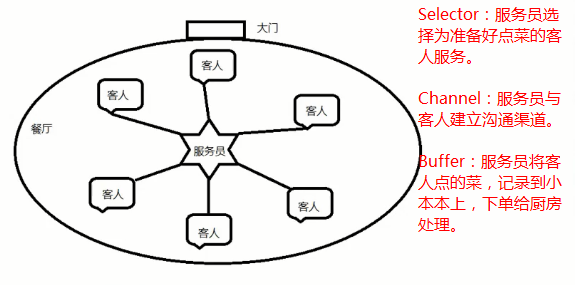 大门
客人
客人
客人
餐厅
服务员
客人
客人
客人
Selector：服务员选
择为准备好点菜的客
人服务。
Channel：服务员与
客人建立沟通渠道。
Buffer：服务员将客
人点的菜，记录到小
本本上，下单给厨房
处理。